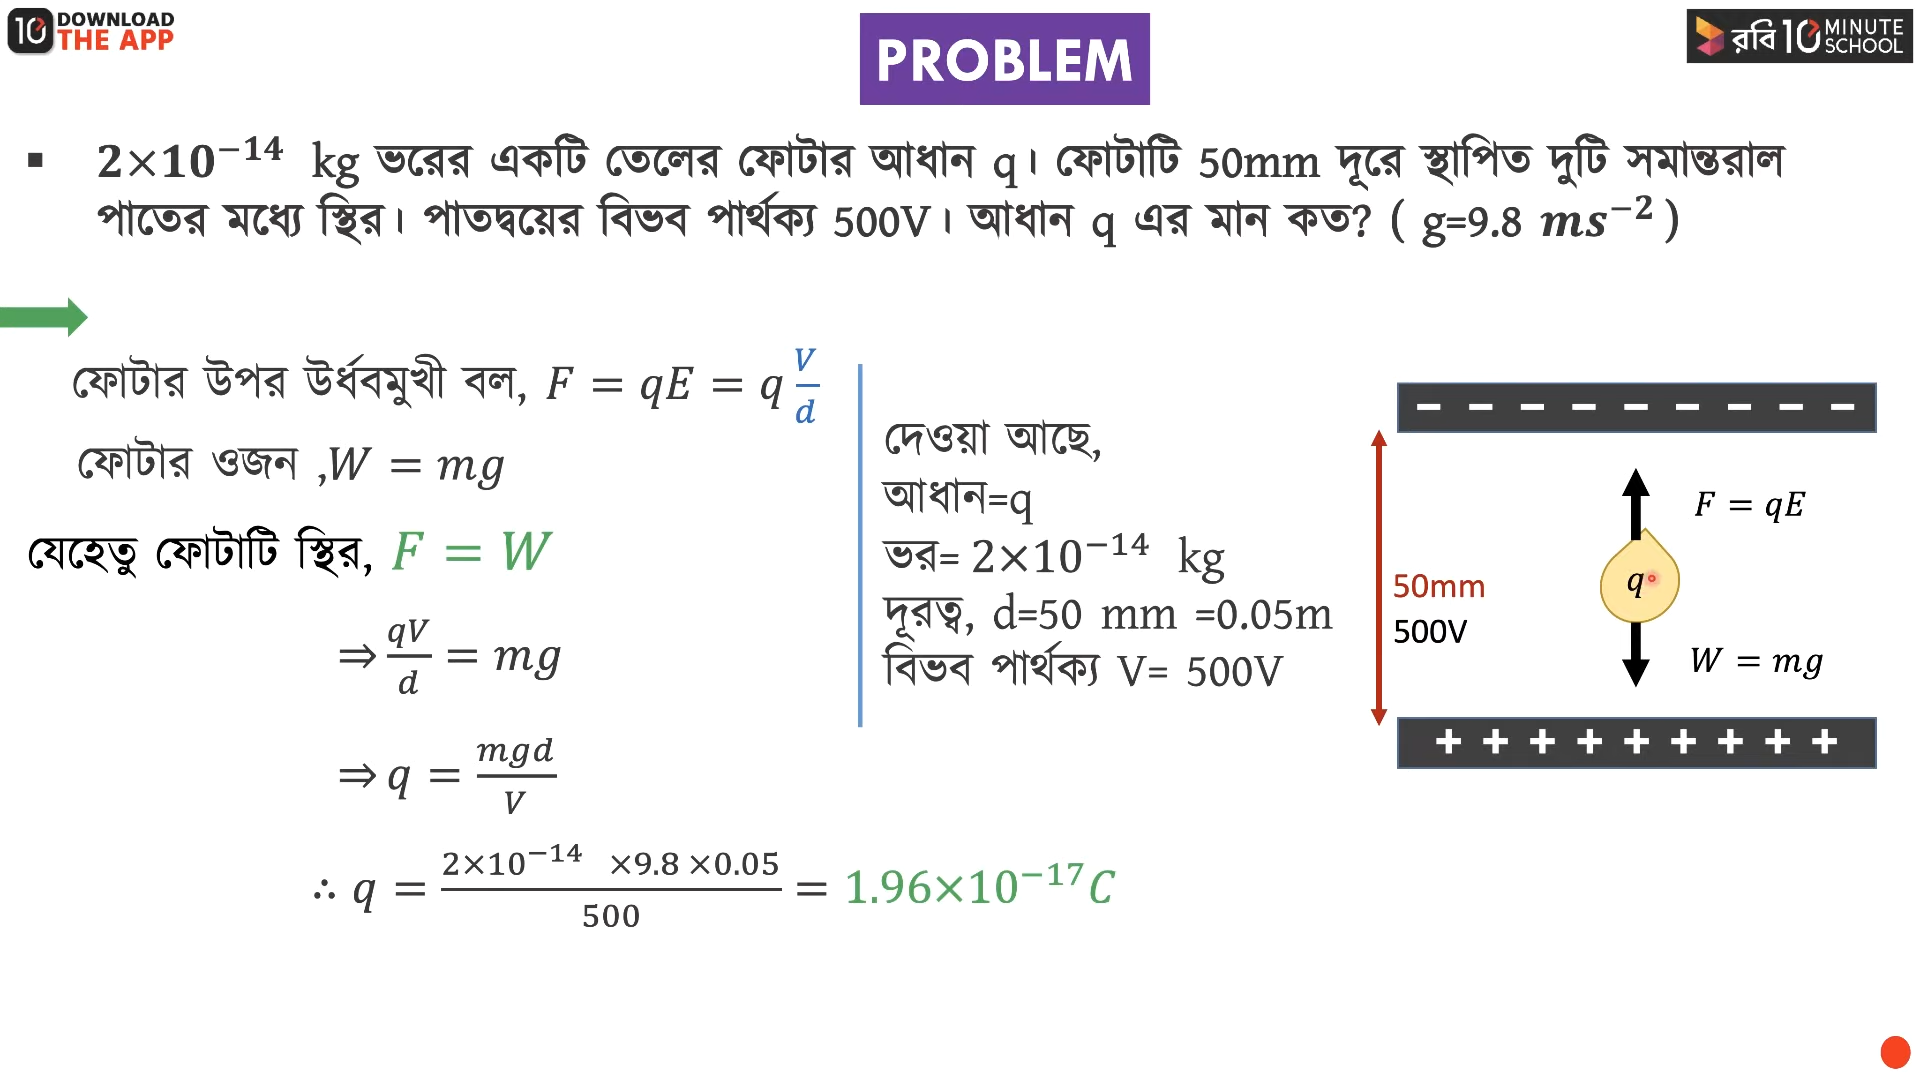 10 DOWNLOAD THE APP
PROBLEM
রবি 10 MINUTE SCHOOL
▪ 2×10⁻¹⁴ kg ভরের একটি তেলের ফোটার আধান q। ফোটাটি 50mm দূরে স্থাপিত দুটি সমান্তরাল
পাতের মধ্যে স্থির। পাতদ্বয়ের বিভব পার্থক্য 500V। আধান q এর মান কত? ( g=9.8 ms⁻² )
ফোটার উপর উর্ধবমুখী বল, F = qE = q V/d
ফোটার ওজন ,W = mg
যেহেতু ফোটাটি স্থির, F = W
⇒ qV/d = mg
⇒ q = mgd/V
∴ q = 2×10⁻¹⁴ ×9.8 ×0.05/500 = 1.96×10⁻¹⁷C
দেওয়া আছে,
আধান=q
ভর= 2×10⁻¹⁴ kg
দূরত্ব, d=50 mm =0.05m
বিভব পার্থক্য V= 500V
− − − − − − − − −
F = qE
q
50mm
500V
W = mg
+ + + + + + + + +